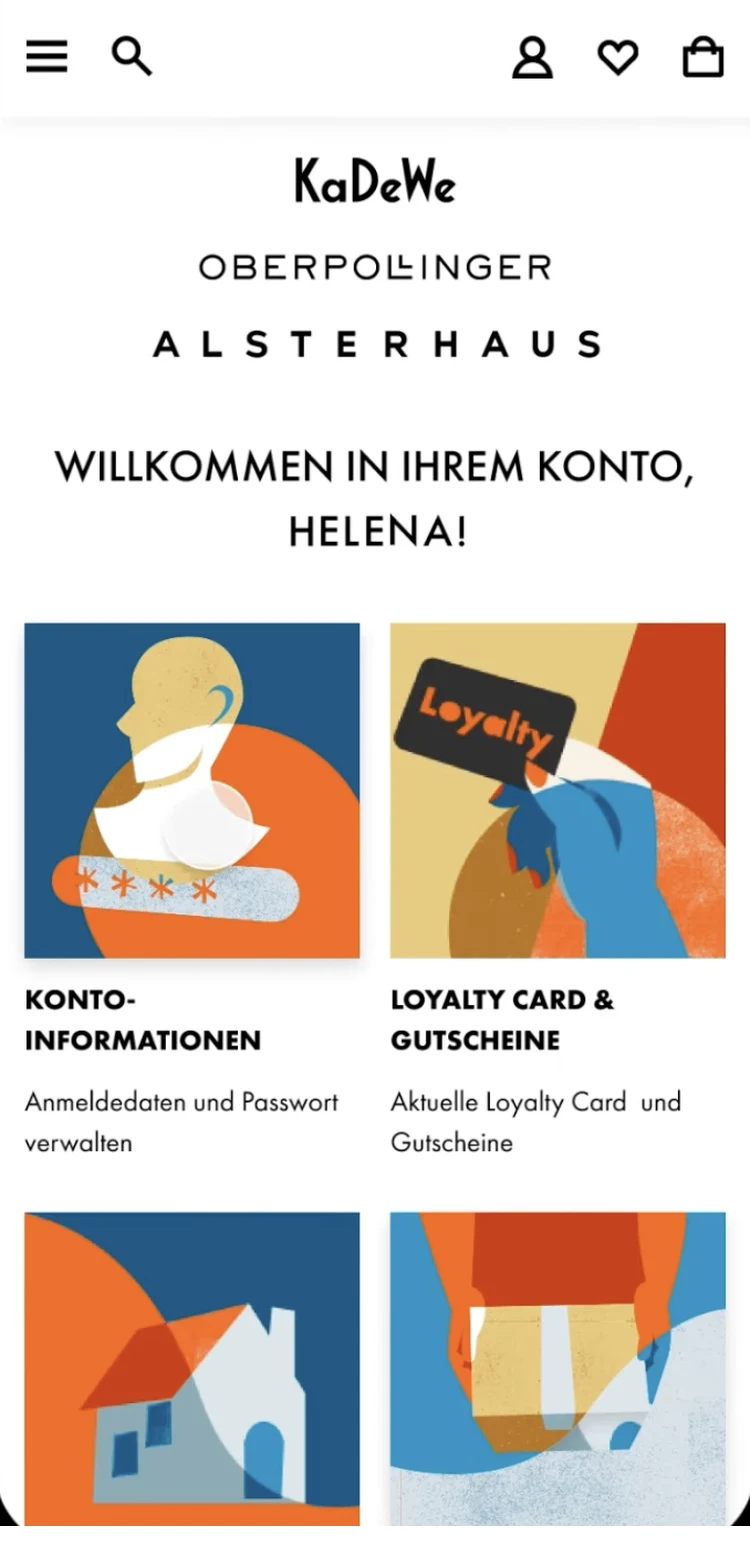 KaDeWe
OBERPOLLINGER
ALSTERHAUS
WILLKOMMEN IN IHREM KONTO,
HELENA!
Loyalty
****
KONTO-
INFORMATIONEN
LOYALTY CARD &
GUTSCHEINE
Anmeldedaten und Passwort
verwalten
Aktuelle Loyalty Card und
Gutscheine